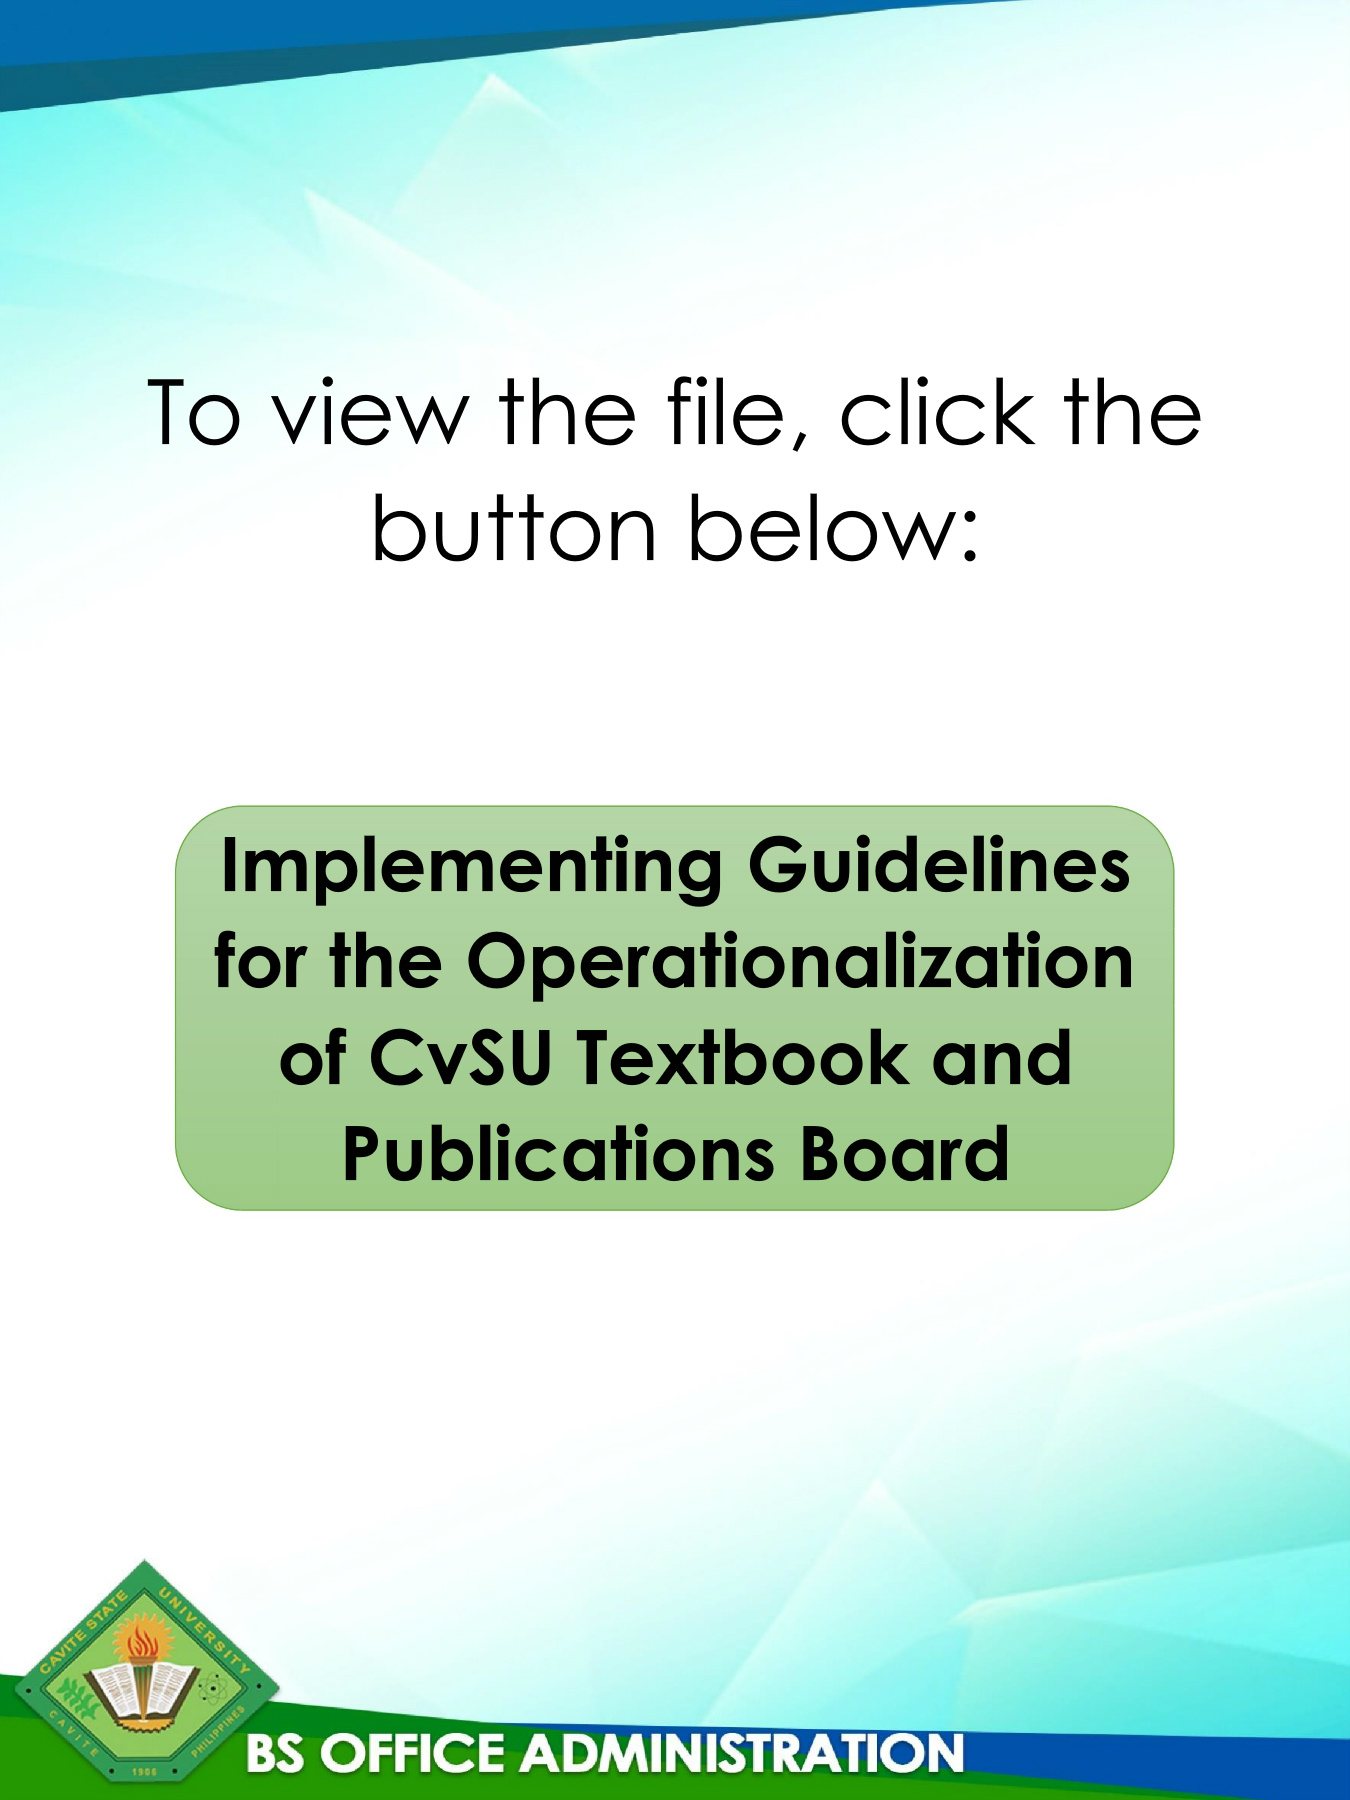 To view the file, click the
button below:
Implementing Guidelines
for the Operationalization
of CvSU Textbook and
Publications Board
CAVITE STATE UNIVERSITY
CAVITE PHILIPPINES
1906
BS OFFICE ADMINISTRATION